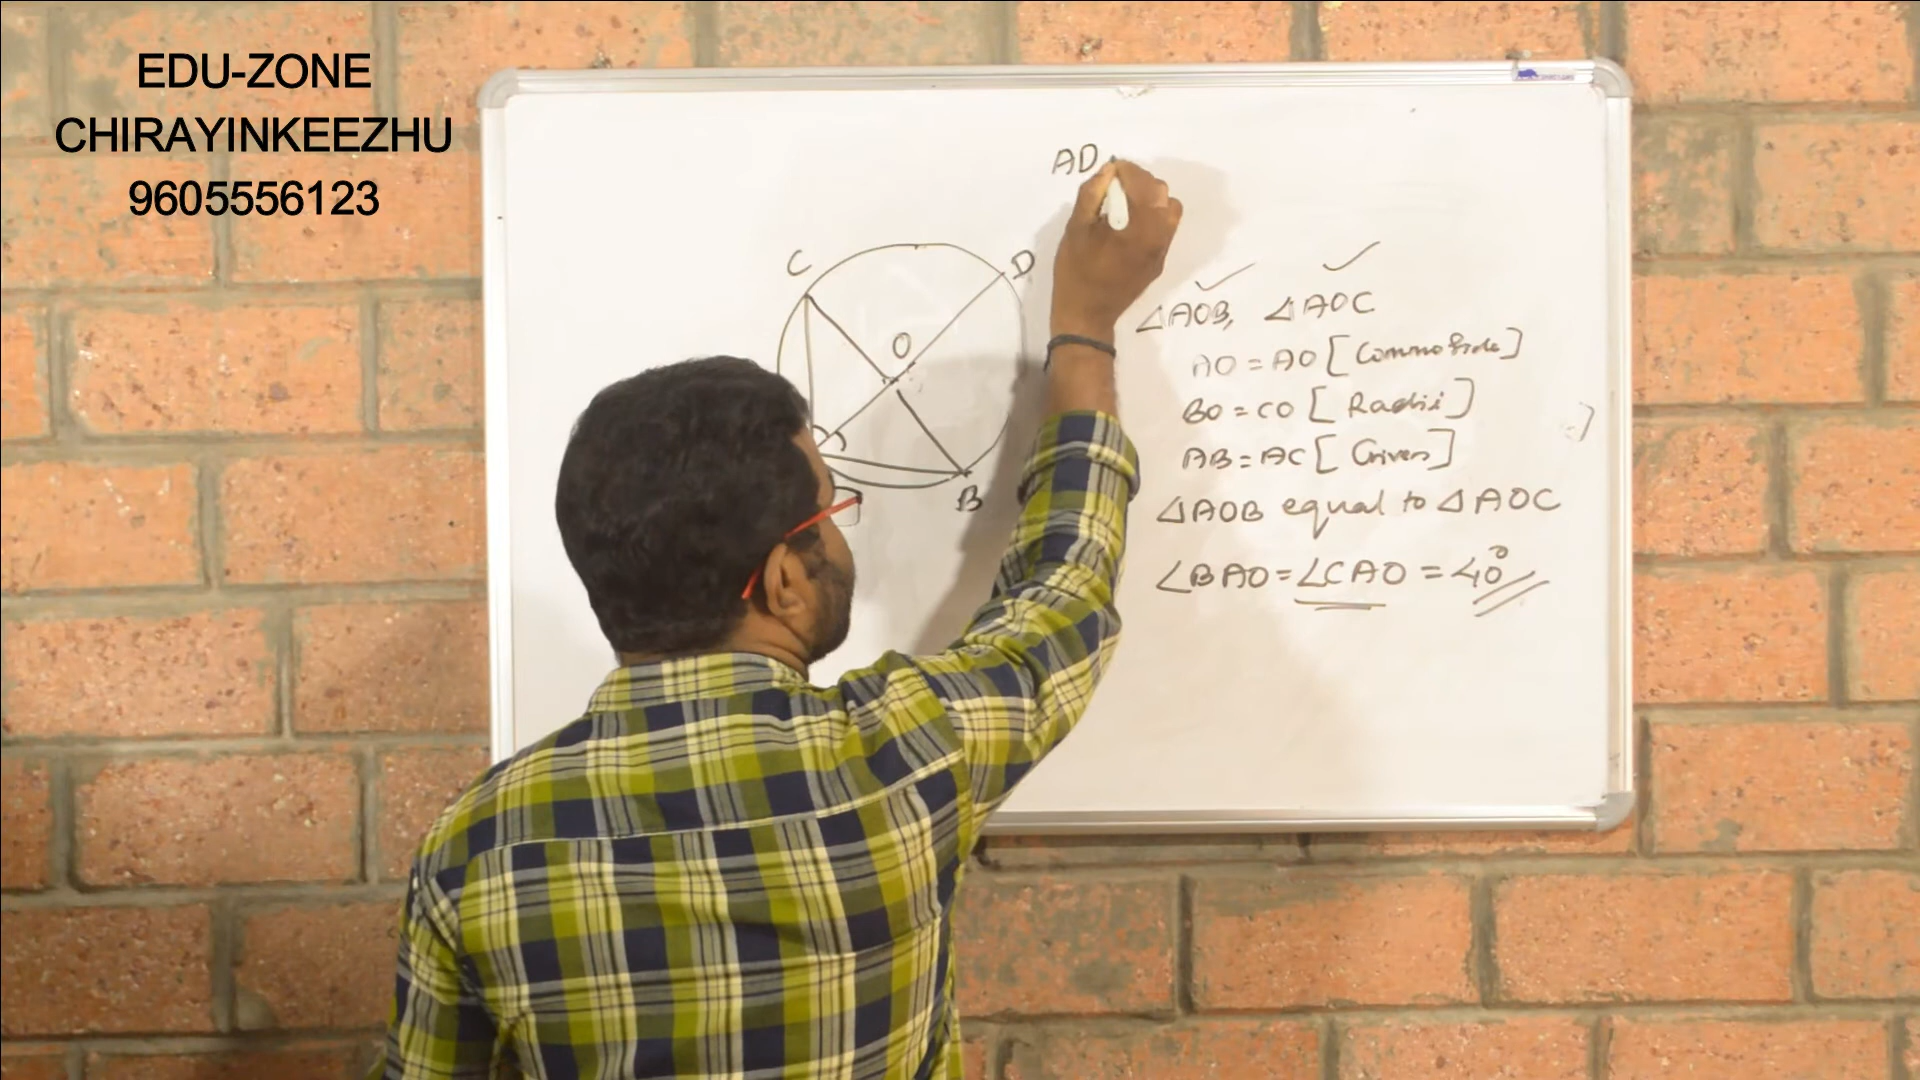 EDU-ZONE
CHIRAYINKEEZHU
9605556123
AD
C
D
O
B
∠AOB, ∠AOC
AO = AO [Common Side]
BO = CO [Radii]
AB = AC [Given]
△AOB equal to △AOC
∠BAO = ∠CAO = 40°